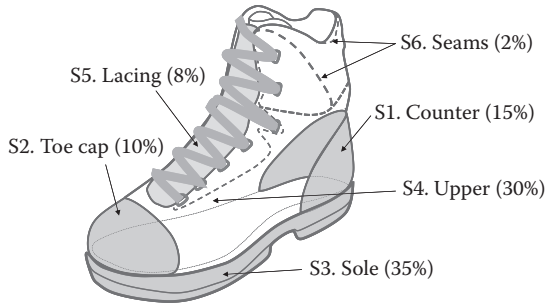 S6. Seams (2%)
S5. Lacing (8%)
S1. Counter (15%)
S2. Toe cap (10%)
S4. Upper (30%)
S3. Sole (35%)